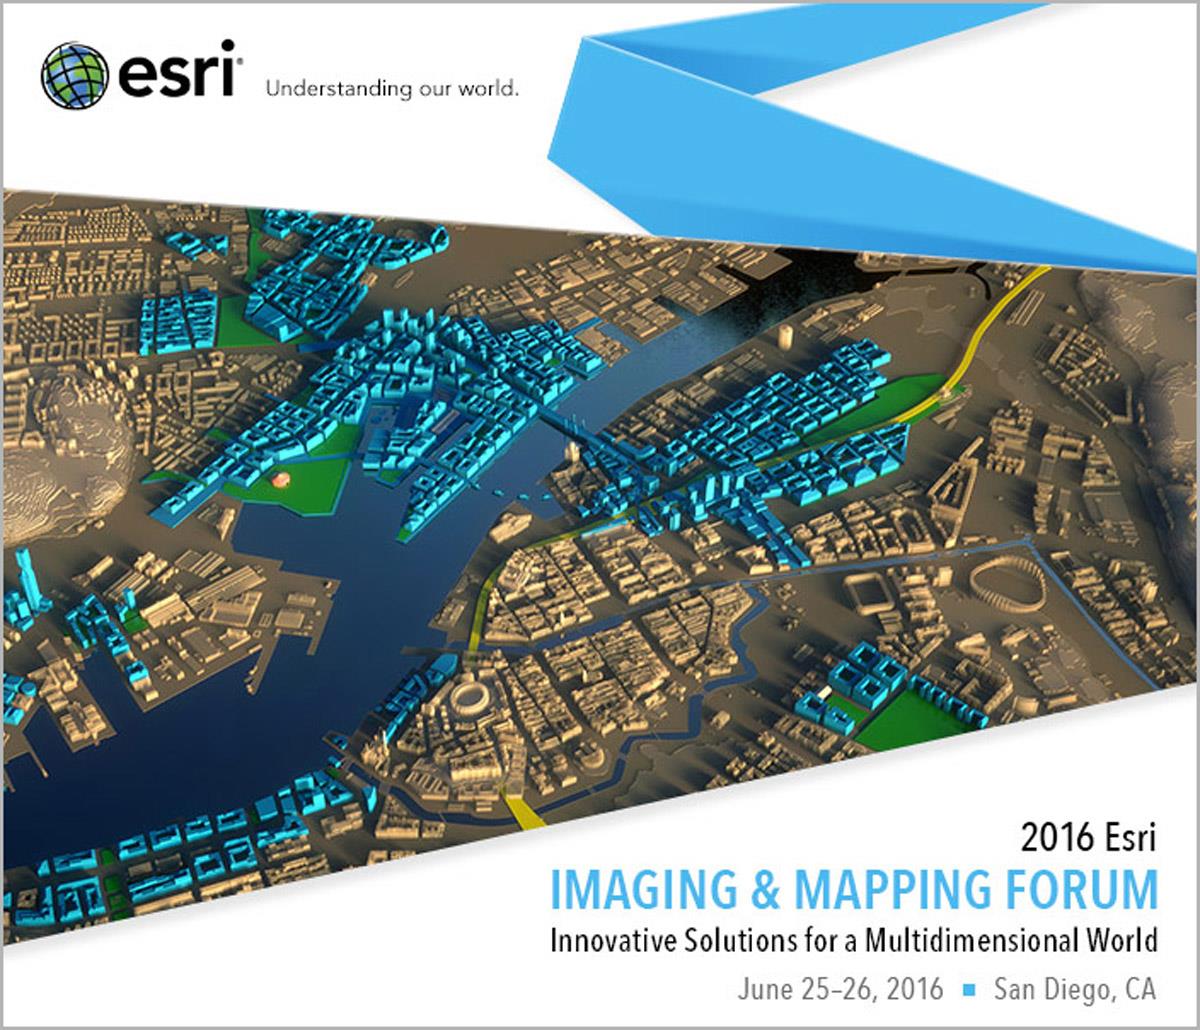 esri®
Understanding our world.
2016 Esri
IMAGING & MAPPING FORUM
Innovative Solutions for a Multidimensional World
June 25–26, 2016 ■ San Diego, CA